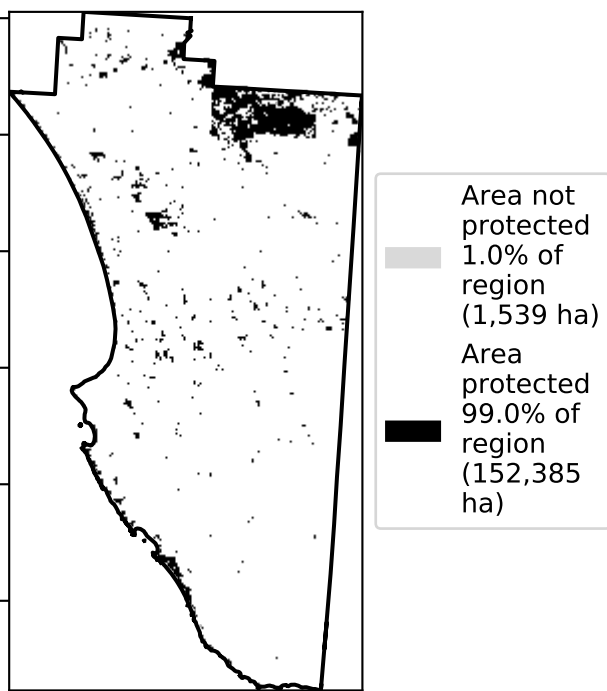 Area not
protected
1.0% of
region
(1,539 ha)
Area
protected
99.0% of
region
(152,385
ha)